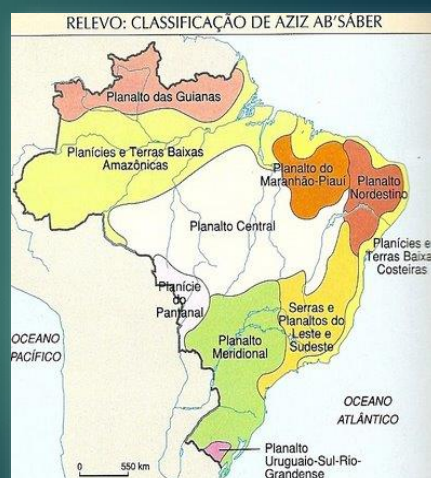 RELEVO: CLASSIFICAÇÃO DE AZIZ AB'SÁBER
Planalto das Guianas
Planícies e Terras Baixas
Amazônicas
Planalto do
Maranhão-Piauí
Planalto
Nordestino
Planalto Central
Planícies e
Terras Baixa
Costeiras
Planície
do
Pantanal
Serras e
Planaltos do
Leste e
Sudeste
Planalto
Meridional
OCEANO
PACÍFICO
OCEANO
ATLÂNTICO
Planalto
Uruguaio-Sul-Rio-
Grandense
0 550 km